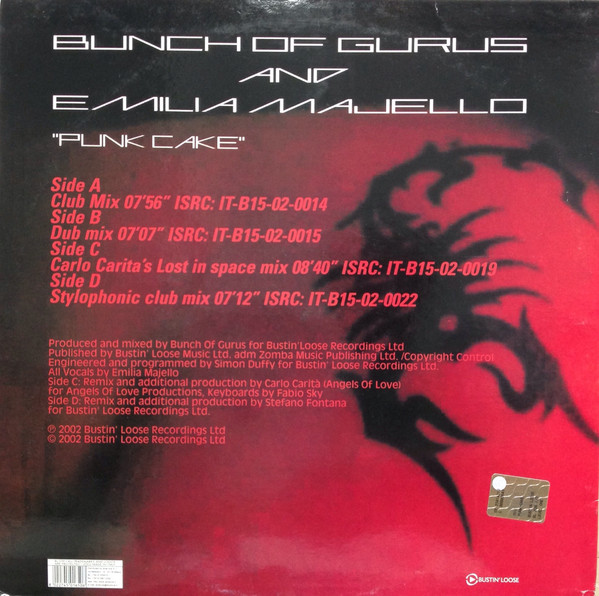 BUNCH OF GURUS
AND
EMILIA MAJELLO
"PUNK CAKE"
Side A
Club Mix 07'56" ISRC: IT-B15-02-0014
Side B
Dub mix 07'07" ISRC: IT-B15-02-0015
Side C
Carlo Carita's Lost in space mix 08'40" ISRC: IT-B15-02-0019
Side D
Stylophonic club mix 07'12" ISRC: IT-B15-02-0022
Produced and mixed by Bunch Of Gurus for Bustin'Loose Recordings Ltd
Published by Bustin' Loose Music Ltd. adm Zomba Music Publishing Ltd. /Copyright Control
Engineered and programmed by Simon Duffy for Bustin' Loose Recordings Ltd.
All Vocals by Emilia Majello
Side C: Remix and additional production by Carlo Carità (Angels Of Love)
for Angels Of Love Productions, Keyboards by Fabio Sky
Side D: Remix and additional production by Stefano Fontana
for Bustin' Loose Recordings Ltd.
℗ 2002 Bustin' Loose Recordings Ltd
© 2002 Bustin' Loose Recordings Ltd
BUSTIN' LOOSE